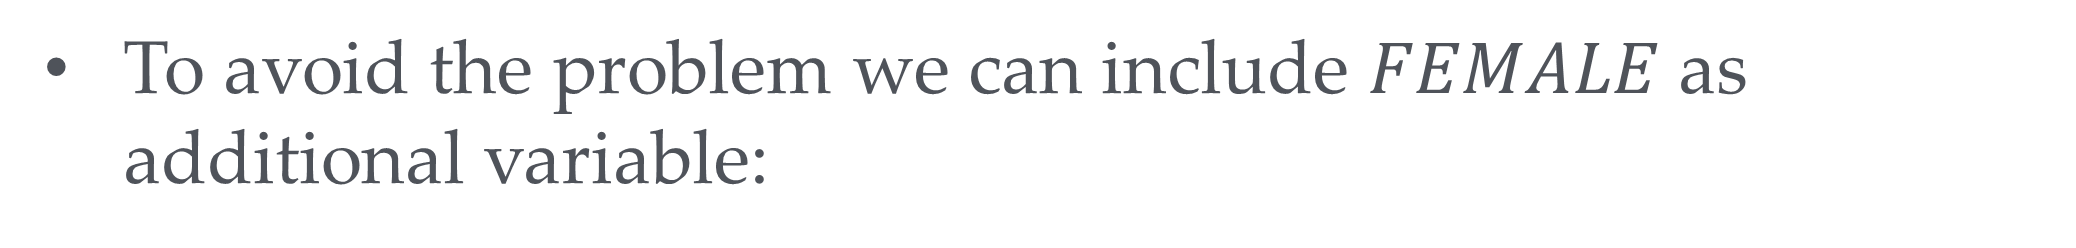 • To avoid the problem we can include FEMALE as
additional variable: